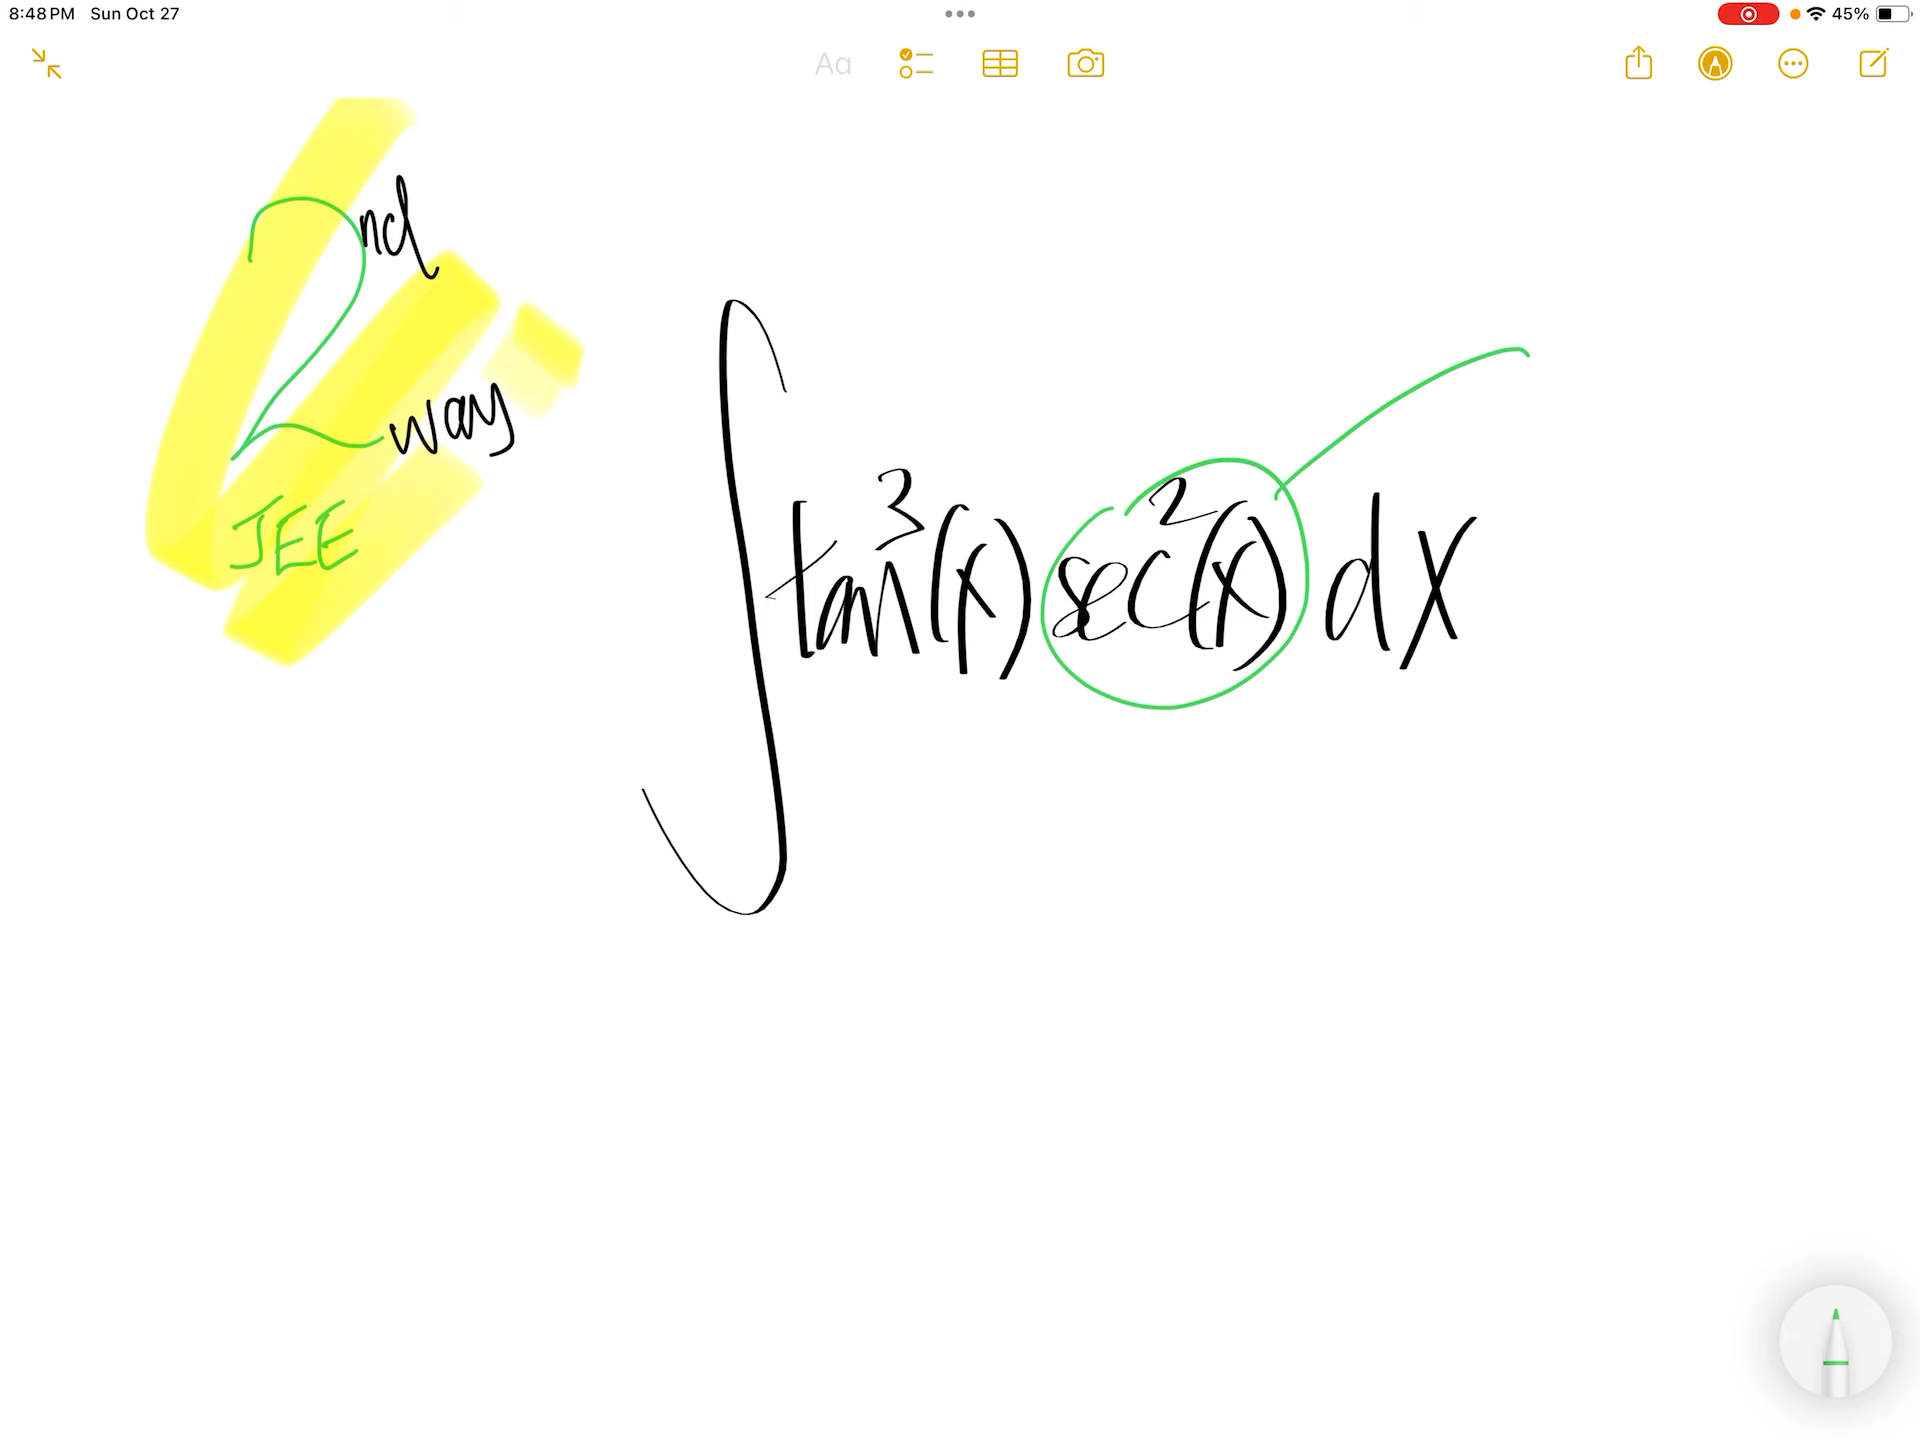 8:48 PM Sun Oct 27
45%
Aa
2nd
way
JEE
∫tan³(x) sec²(x) dx